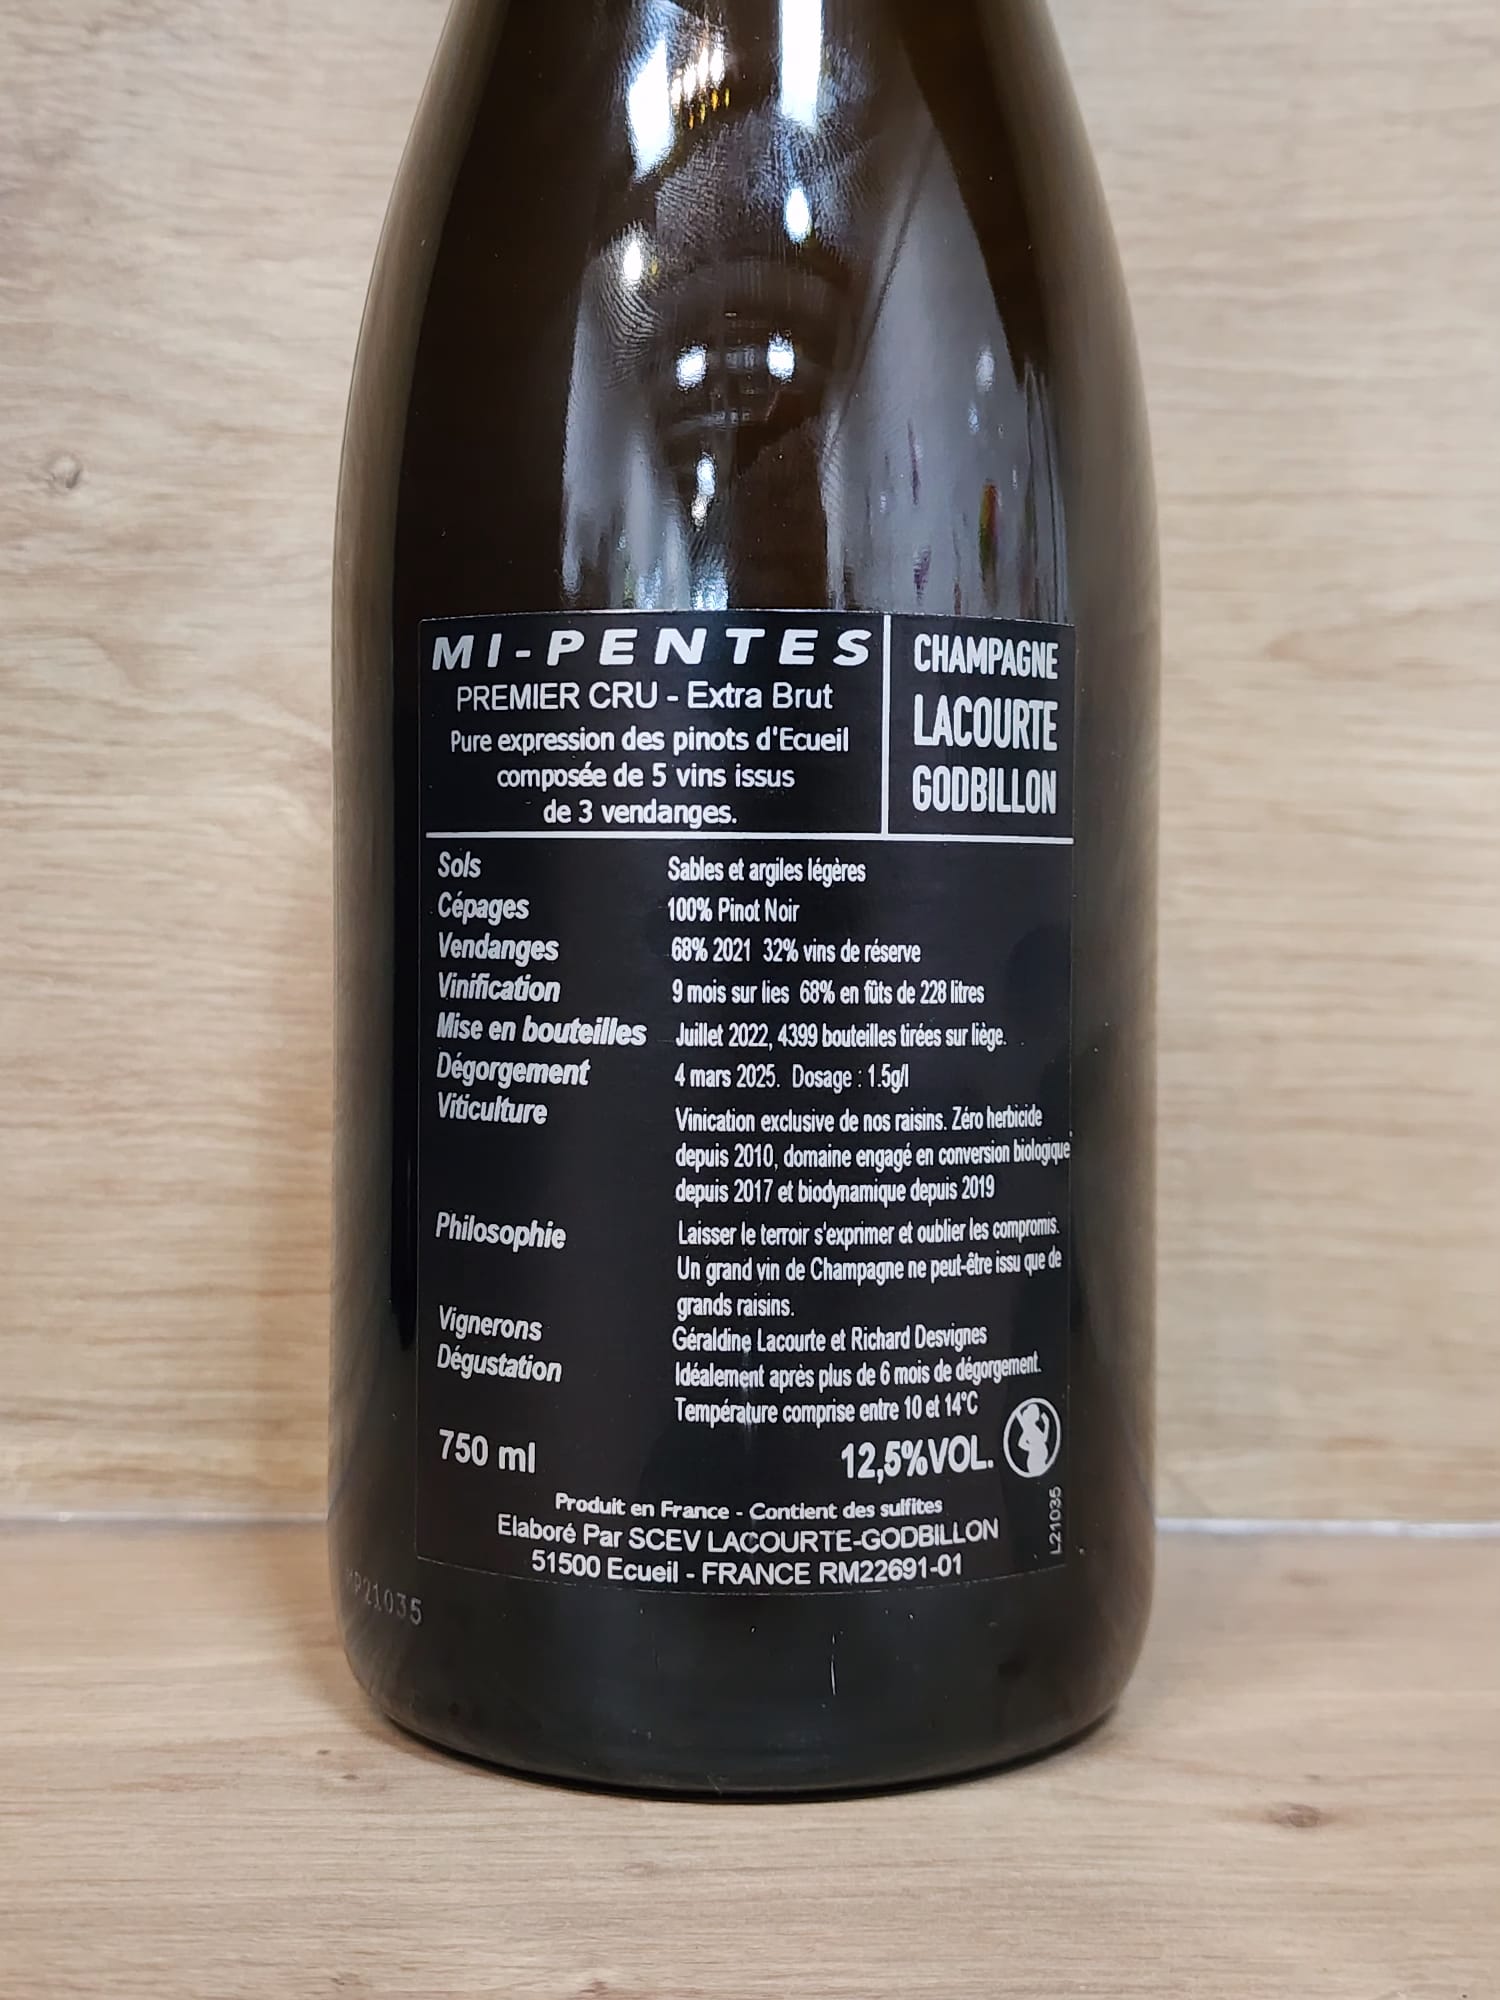 MI-PENTES
PREMIER CRU - Extra Brut
Pure expression des pinots d'Ecueil
composée de 5 vins issus
de 3 vendanges.
CHAMPAGNE
LACOURTE
GODBILLON
Sols Sables et argiles légères
Cépages 100% Pinot Noir
Vendanges 68% 2021 32% vins de réserve
Vinification 9 mois sur lies 68% en fûts de 228 litres
Mise en bouteilles Juillet 2022, 4399 bouteilles tirées sur liège.
Dégorgement 4 mars 2025. Dosage : 1.5g/l
Viticulture Vinication exclusive de nos raisins. Zéro herbicide
depuis 2010, domaine engagé en conversion biologique
depuis 2017 et biodynamique depuis 2019
Philosophie Laisser le terroir s'exprimer et oublier les compromis.
Un grand vin de Champagne ne peut-être issu que de
grands raisins.
Vignerons Géraldine Lacourte et Richard Desvignes
Dégustation Idéalement après plus de 6 mois de dégorgement.
Température comprise entre 10 et 14°C
750 ml 12,5%VOL.
Produit en France - Contient des sulfites
Elaboré Par SCEV LACOURTE-GODBILLON
51500 Ecueil - FRANCE RM22691-01
L21035
P21035